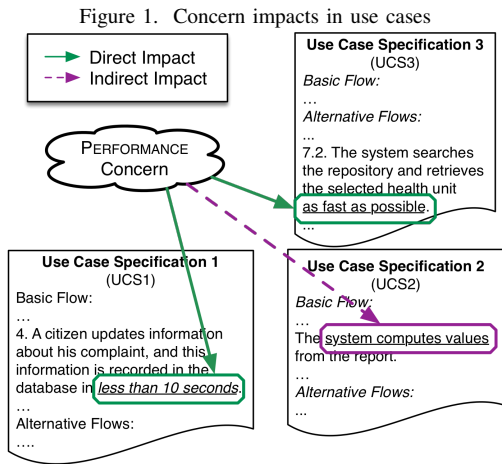 Figure 1. Concern impacts in use cases
Direct Impact
Indirect Impact
PERFORMANCE
Concern
Use Case Specification 3
(UCS3)
Basic Flow:
…
Alternative Flows:
...
7.2. The system searches
the repository and retrieves
the selected health unit
as fast as possible.
...
Use Case Specification 1
(UCS1)
Basic Flow:
…
4. A citizen updates information
about his complaint, and this
information is recorded in the
database in less than 10 seconds.
…
Alternative Flows:
....
Use Case Specification 2
(UCS2)
Basic Flow:
…
The system computes values
from the report.
…
Alternative Flows:
...